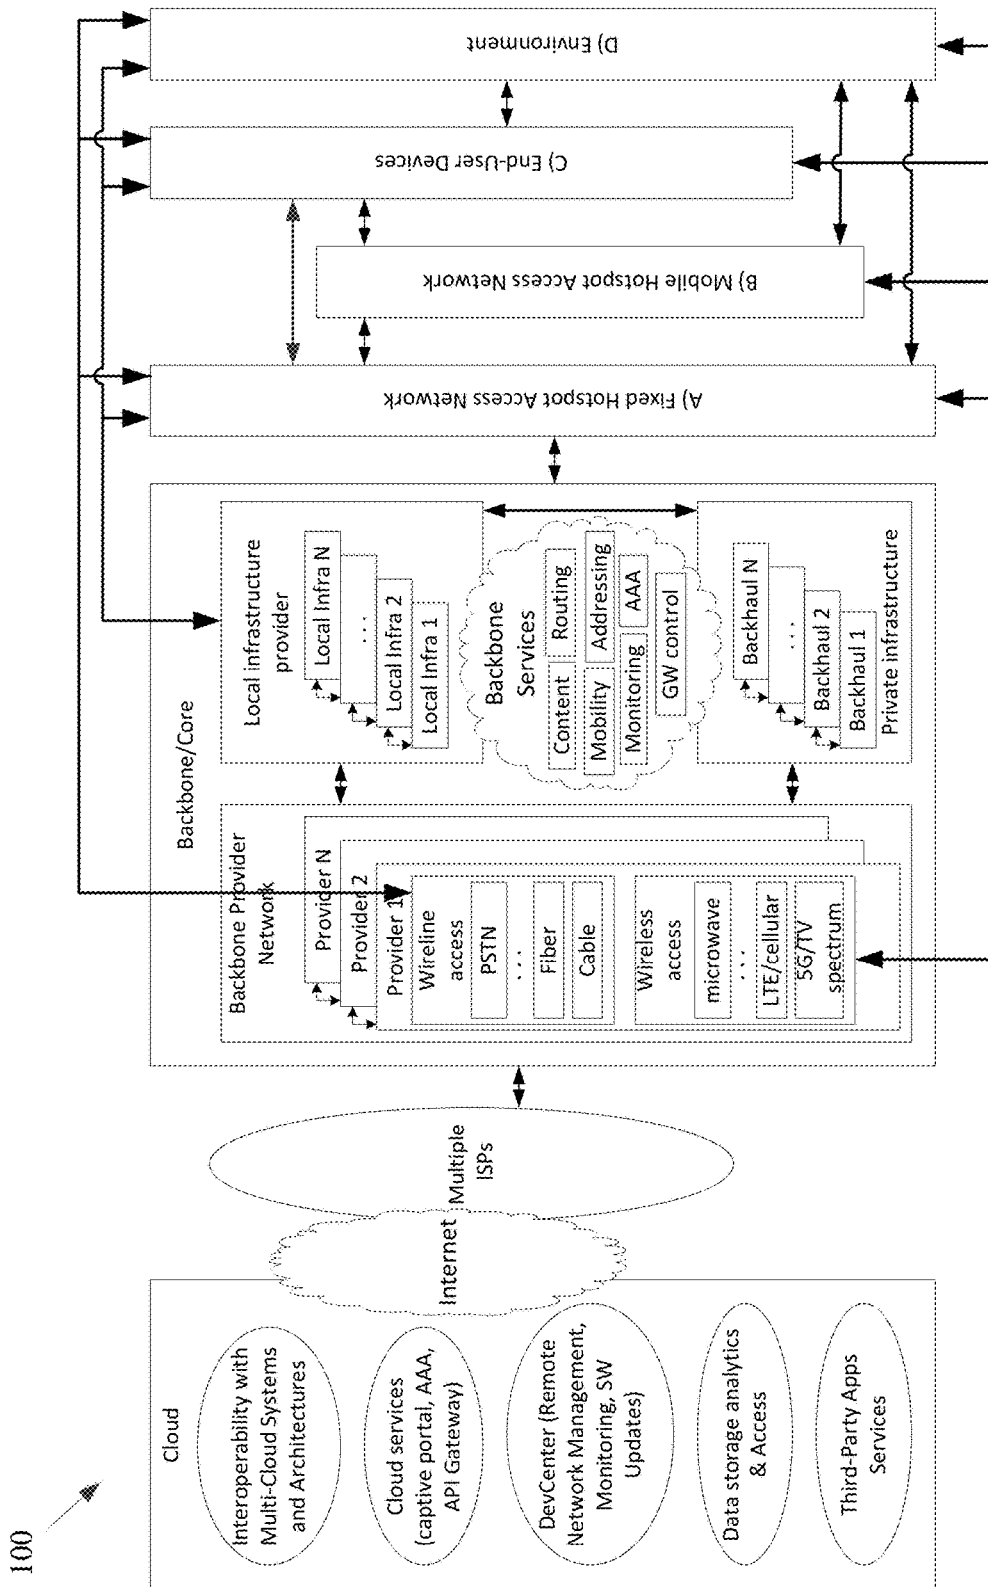 100
Cloud
Interoperability with
Multi-Cloud Systems
and Architectures
Cloud services
(captive portal, AAA,
API Gateway)
DevCenter (Remote
Network Management,
Monitoring, SW
Updates)
Data storage analytics
& Access
Third-Party Apps
Services
Internet
Multiple
ISPs
Backbone/Core
Backbone Provider
Network
Provider N
Provider 2
Provider 1
Wireline
access
PSTN
...
Fiber
Cable
Wireless
access
microwave
...
LTE/cellular
5G/TV
spectrum
Local infrastructure
provider
Local Infra N
...
Local Infra 2
Local Infra 1
Backbone
Services
Content
Routing
Mobility
Addressing
Monitoring
AAA
GW control
Backhaul N
...
Backhaul 2
Backhaul 1
Private infrastructure
A) Fixed Hotspot Access Network
B) Mobile Hotspot Access Network
C) End-User Devices
D) Environment